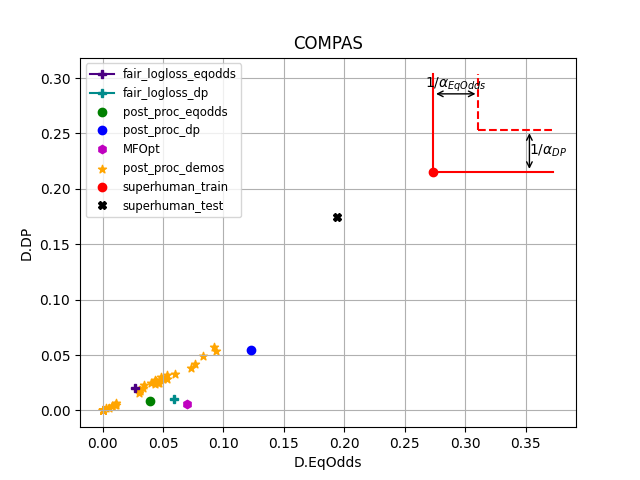 COMPAS
0.30
0.25
0.20
0.15
0.10
0.05
0.00
D.DP
fair_logloss_eqodds
fair_logloss_dp
post_proc_eqodds
post_proc_dp
MFOpt
post_proc_demos
superhuman_train
superhuman_test
1/α_EqOdds
1/α_DP
0.00 0.05 0.10 0.15 0.20 0.25 0.30 0.35
D.EqOdds